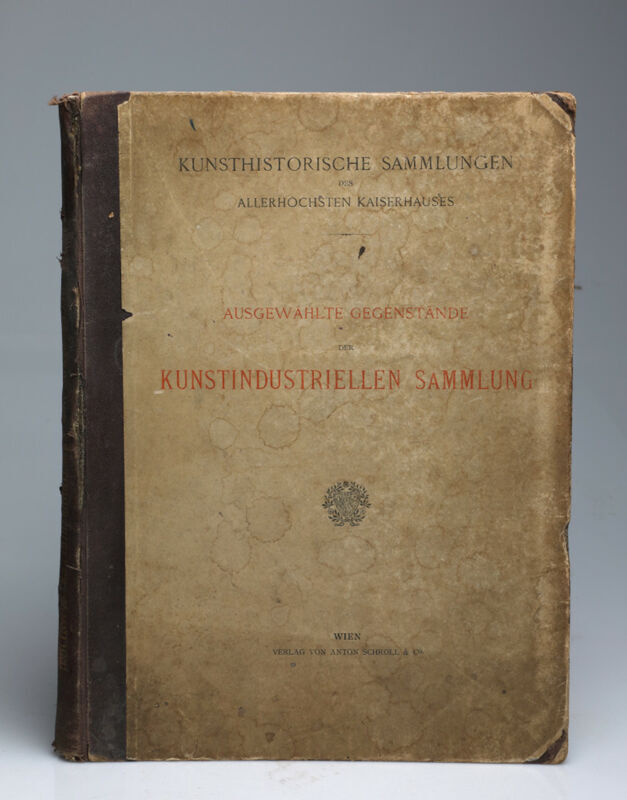 KUNSTHISTORISCHE SAMMLUNGEN
DES
ALLERHÖCHSTEN KAISERHAUSES
AUSGEWÄHLTE GEGENSTÄNDE
DER
KUNSTINDUSTRIELLEN SAMMLUNG
WIEN
VERLAG VON ANTON SCHROLL & Co.